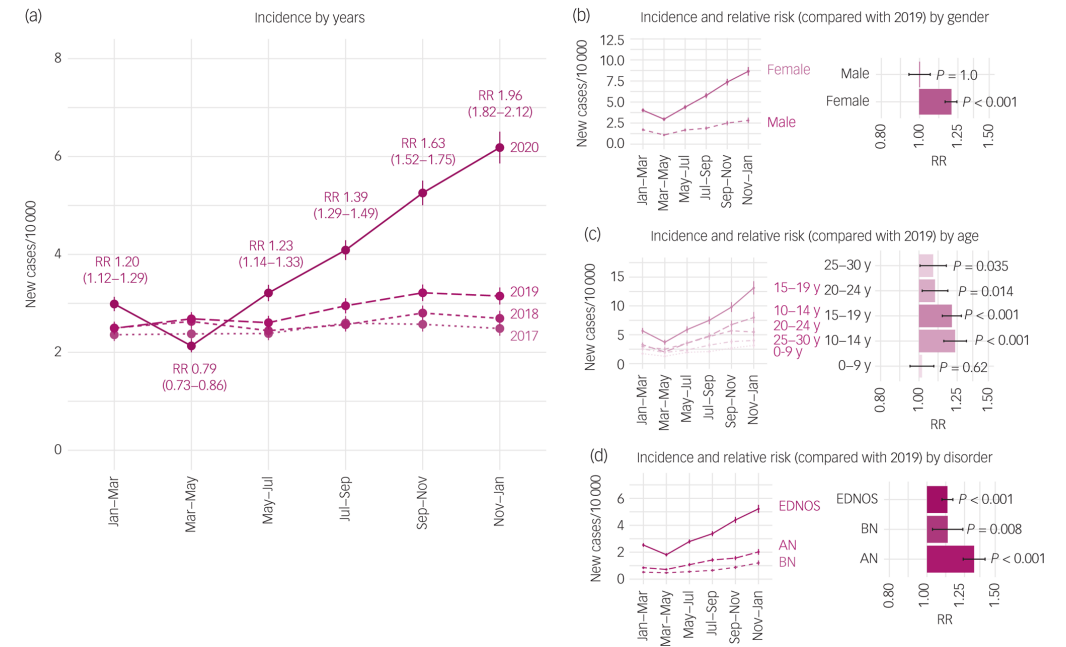 (a)
Incidence by years
New cases/10 000
8
6
4
2
0
RR 1.20
(1.12–1.29)
RR 0.79
(0.73–0.86)
RR 1.23
(1.14–1.33)
RR 1.39
(1.29–1.49)
RR 1.63
(1.52–1.75)
RR 1.96
(1.82–2.12)
2020
2019
2018
2017
Jan–Mar
Mar–May
May–Jul
Jul–Sep
Sep–Nov
Nov–Jan
(b)
Incidence and relative risk (compared with 2019) by gender
New cases/10 000
12.5
10.0
7.5
5.0
2.5
0.0
Female
Male
Jan–Mar
Mar–May
May–Jul
Jul–Sep
Sep–Nov
Nov–Jan
Male
P = 1.0
Female
P < 0.001
0.80
1.00
1.25
1.50
RR
(c)
Incidence and relative risk (compared with 2019) by age
New cases/10 000
15
10
5
0
15–19 y
10–14 y
20–24 y
25–30 y
0–9 y
Jan–Mar
Mar–May
May–Jul
Jul–Sep
Sep–Nov
Nov–Jan
25–30 y
P = 0.035
20–24 y
P = 0.014
15–19 y
P < 0.001
10–14 y
P < 0.001
0–9 y
P = 0.62
0.80
1.00
1.25
1.50
RR
(d)
Incidence and relative risk (compared with 2019) by disorder
New cases/10 000
6
4
2
0
EDNOS
AN
BN
Jan–Mar
Mar–May
May–Jul
Jul–Sep
Sep–Nov
Nov–Jan
EDNOS
P < 0.001
BN
P = 0.008
AN
P < 0.001
0.80
1.00
1.25
1.50
RR